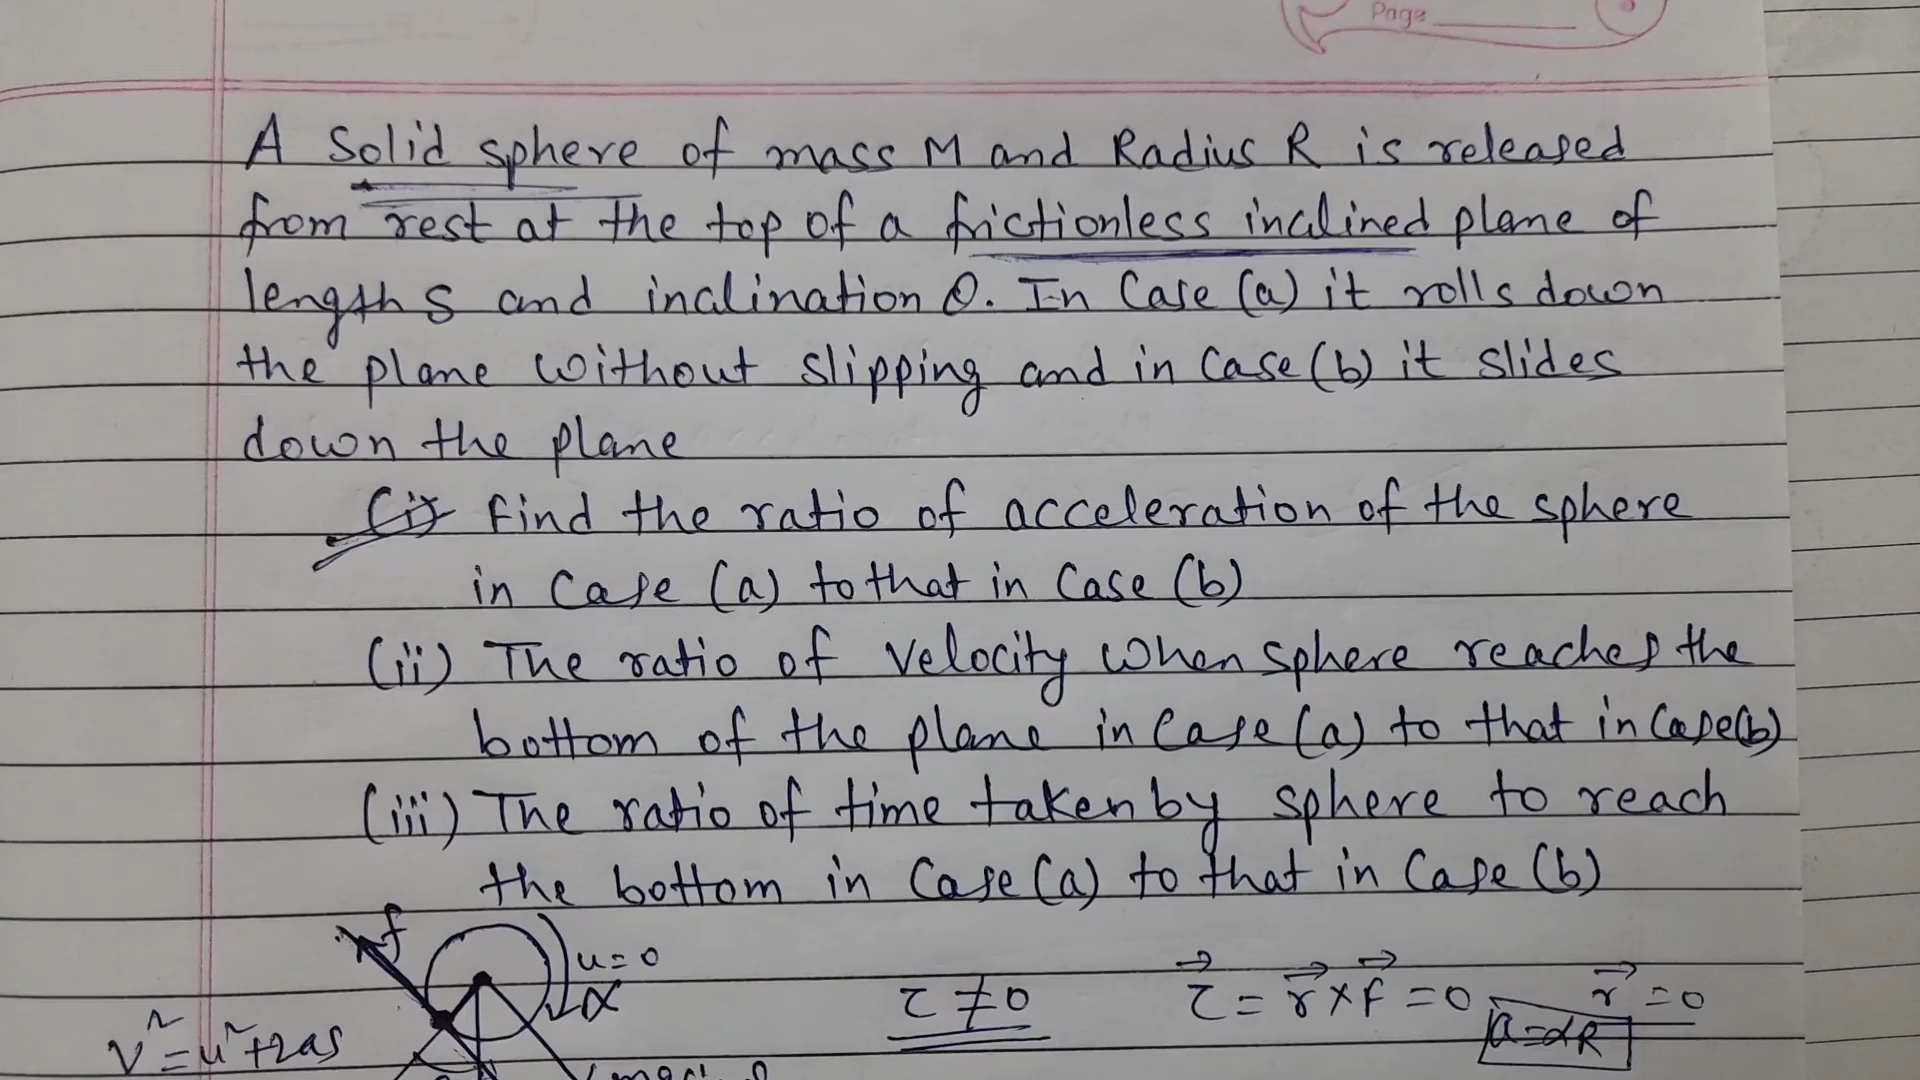 Page
A Solid sphere of mass M and Radius R is released
from rest at the top of a frictionless inclined plane of
length S and inclination θ. In Case (a) it rolls down
the plane without slipping and in Case (b) it slides
down the plane
(i) Find the ratio of acceleration of the sphere
in Case (a) to that in Case (b)
(ii) The ratio of velocity when sphere reaches the
bottom of the plane in Case (a) to that in Case(b)
(iii) The ratio of time taken by sphere to reach
the bottom in Case (a) to that in Case (b)
f
u=0
α
τ ≠ 0
τ⃗ = r⃗ × F⃗ = 0
r⃗ = 0
a=αR
v² = u²+2as